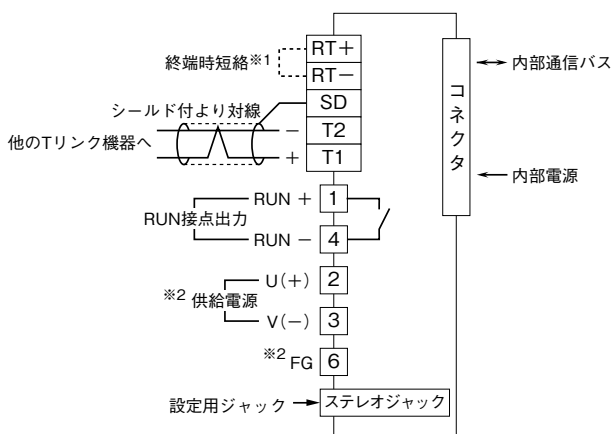 終端時短絡※1
RT+
RT−
SD
T2
T1
シールド付より対線
他のTリンク機器へ
−
+
コネクタ
内部通信バス
内部電源
RUN接点出力
RUN +
1
RUN −
4
※2 供給電源
U(+)
2
V(−)
3
※2 FG
6
設定用ジャック
ステレオジャック